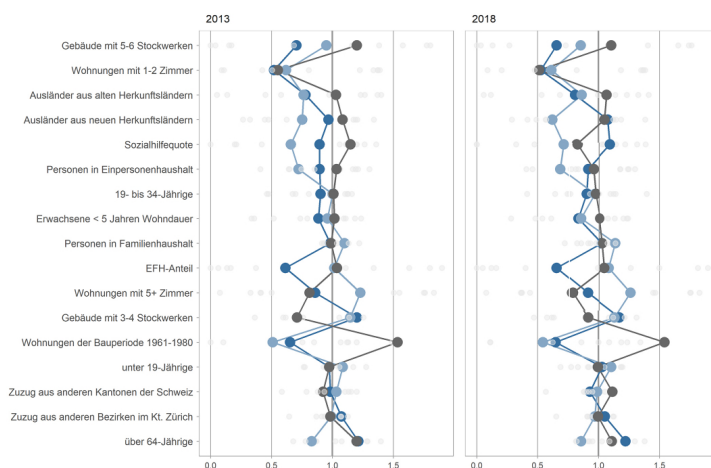 2013
2018
Gebäude mit 5-6 Stockwerken
Wohnungen mit 1-2 Zimmer
Ausländer aus alten Herkunftsländern
Ausländer aus neuen Herkunftsländern
Sozialhilfequote
Personen in Einpersonenhaushalt
19- bis 34-Jährige
Erwachsene < 5 Jahren Wohndauer
Personen in Familienhaushalt
EFH-Anteil
Wohnungen mit 5+ Zimmer
Gebäude mit 3-4 Stockwerken
Wohnungen der Bauperiode 1961-1980
unter 19-Jährige
Zuzug aus anderen Kantonen der Schweiz
Zuzug aus anderen Bezirken im Kt. Zürich
über 64-Jährige
0.0 0.5 1.0 1.5 0.0 0.5 1.0 1.5